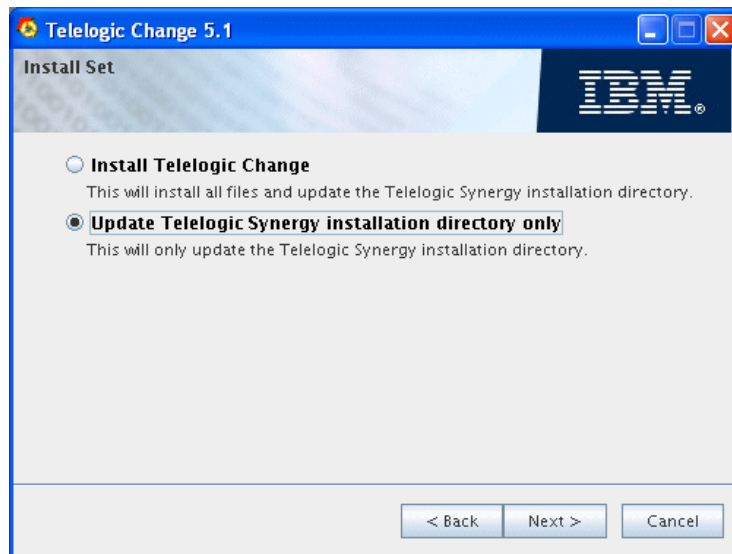 Telelogic Change 5.1
Install Set
IBM®
Install Telelogic Change
This will install all files and update the Telelogic Synergy installation directory.
Update Telelogic Synergy installation directory only
This will only update the Telelogic Synergy installation directory.
< Back
Next >
Cancel